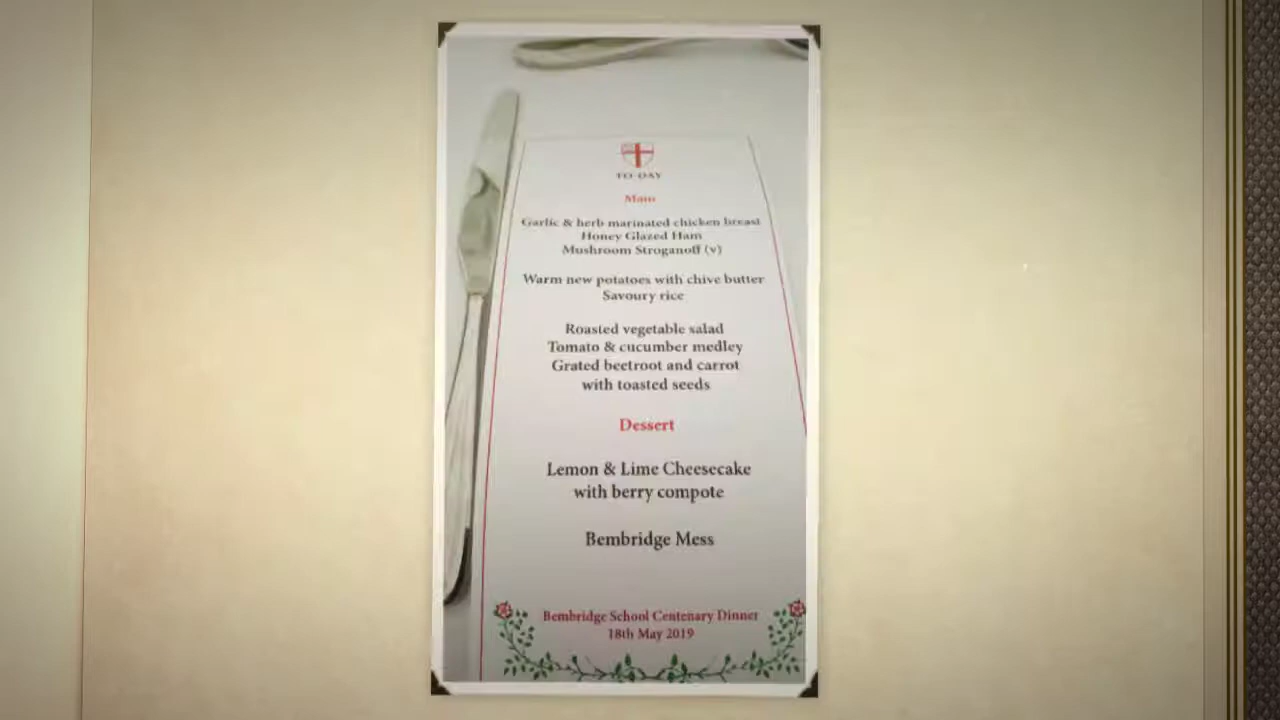 TO-DAY
Main
Garlic & herb marinated chicken breast
Honey Glazed Ham
Mushroom Stroganoff (v)
Warm new potatoes with chive butter
Savoury rice
Roasted vegetable salad
Tomato & cucumber medley
Grated beetroot and carrot
with toasted seeds
Dessert
Lemon & Lime Cheesecake
with berry compote
Bembridge Mess
Bembridge School Centenary Dinner
18th May 2019